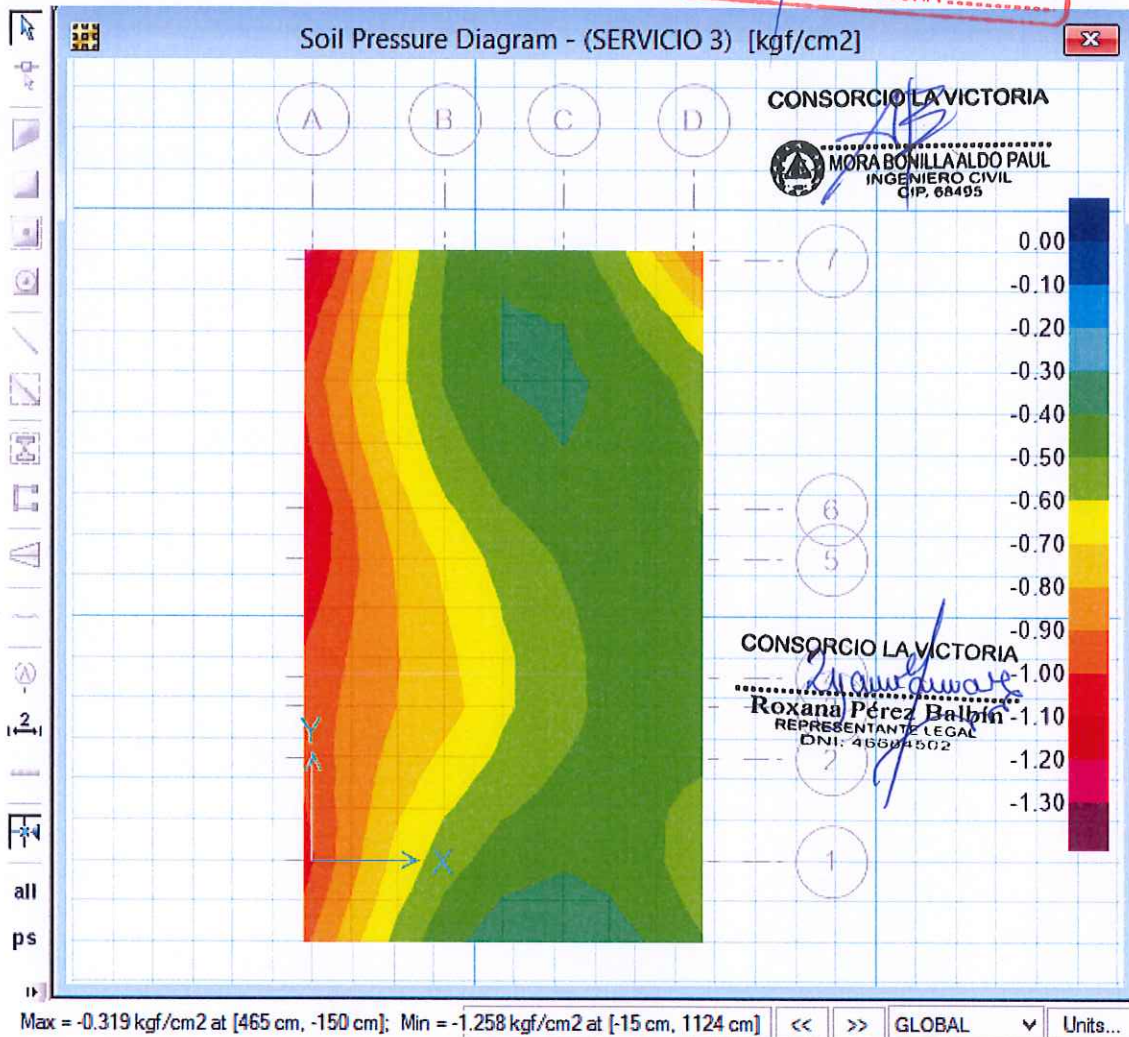 Soil Pressure Diagram - (SERVICIO 3) [kgf/cm2]
A
B
C
D
CONSORCIO LA VICTORIA
MORA BONILLA ALDO PAUL
INGENIERO CIVIL
CIP. 68495
7
6
5
2
1
0.00
-0.10
-0.20
-0.30
-0.40
-0.50
-0.60
-0.70
-0.80
-0.90
-1.00
-1.10
-1.20
-1.30
CONSORCIO LA VICTORIA
Roxana Pérez Balbín
REPRESENTANTE LEGAL
DNI: 46604502
Y
X
A
2
all
ps
Max = -0.319 kgf/cm2 at [465 cm, -150 cm]; Min = -1.258 kgf/cm2 at [-15 cm, 1124 cm]
<< >> GLOBAL Units...